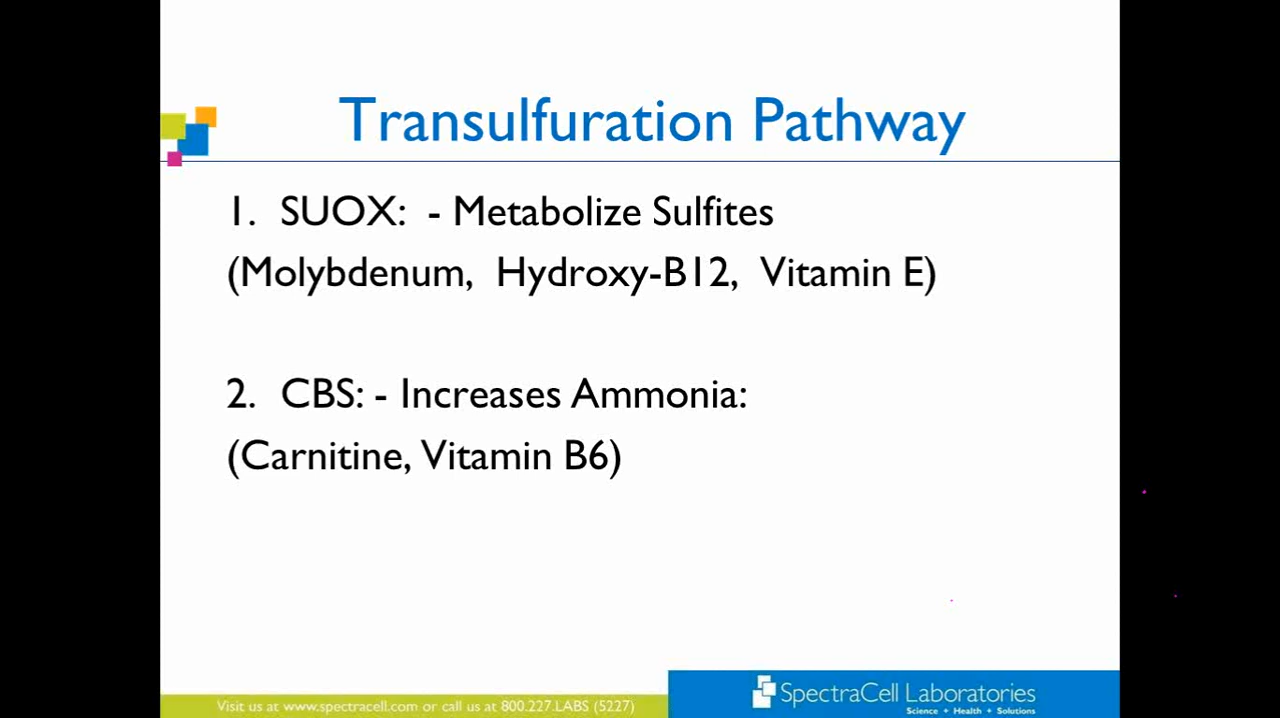 Transulfuration Pathway
1. SUOX: - Metabolize Sulfites
(Molybdenum, Hydroxy-B12, Vitamin E)
2. CBS: - Increases Ammonia:
(Carnitine, Vitamin B6)
Visit us at www.spectracell.com or call us at 800.227.LABS (5227)
SpectraCell Laboratories
Science + Health + Solutions